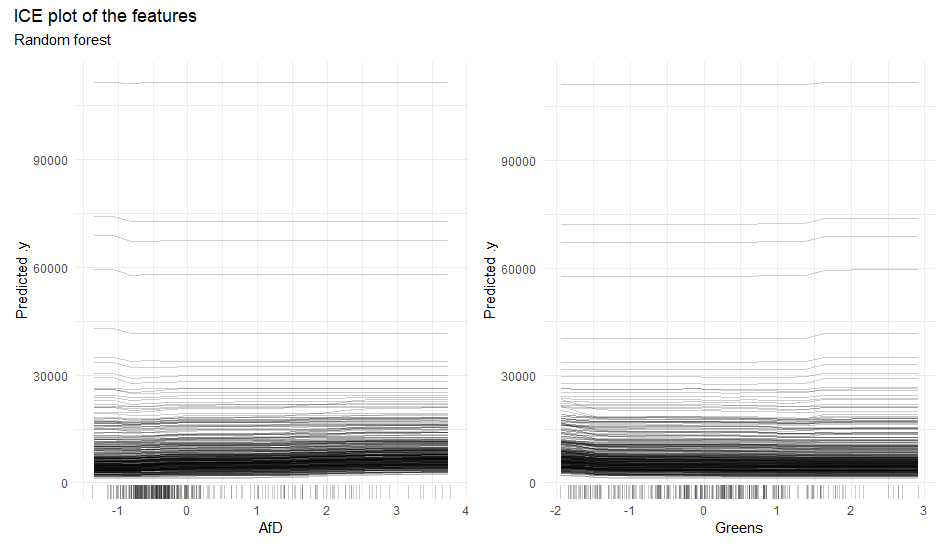 ICE plot of the features
Random forest
Predicted .y
90000
60000
30000
0
-1 0 1 2 3 4
AfD
Predicted .y
90000
60000
30000
0
-2 -1 0 1 2 3
Greens